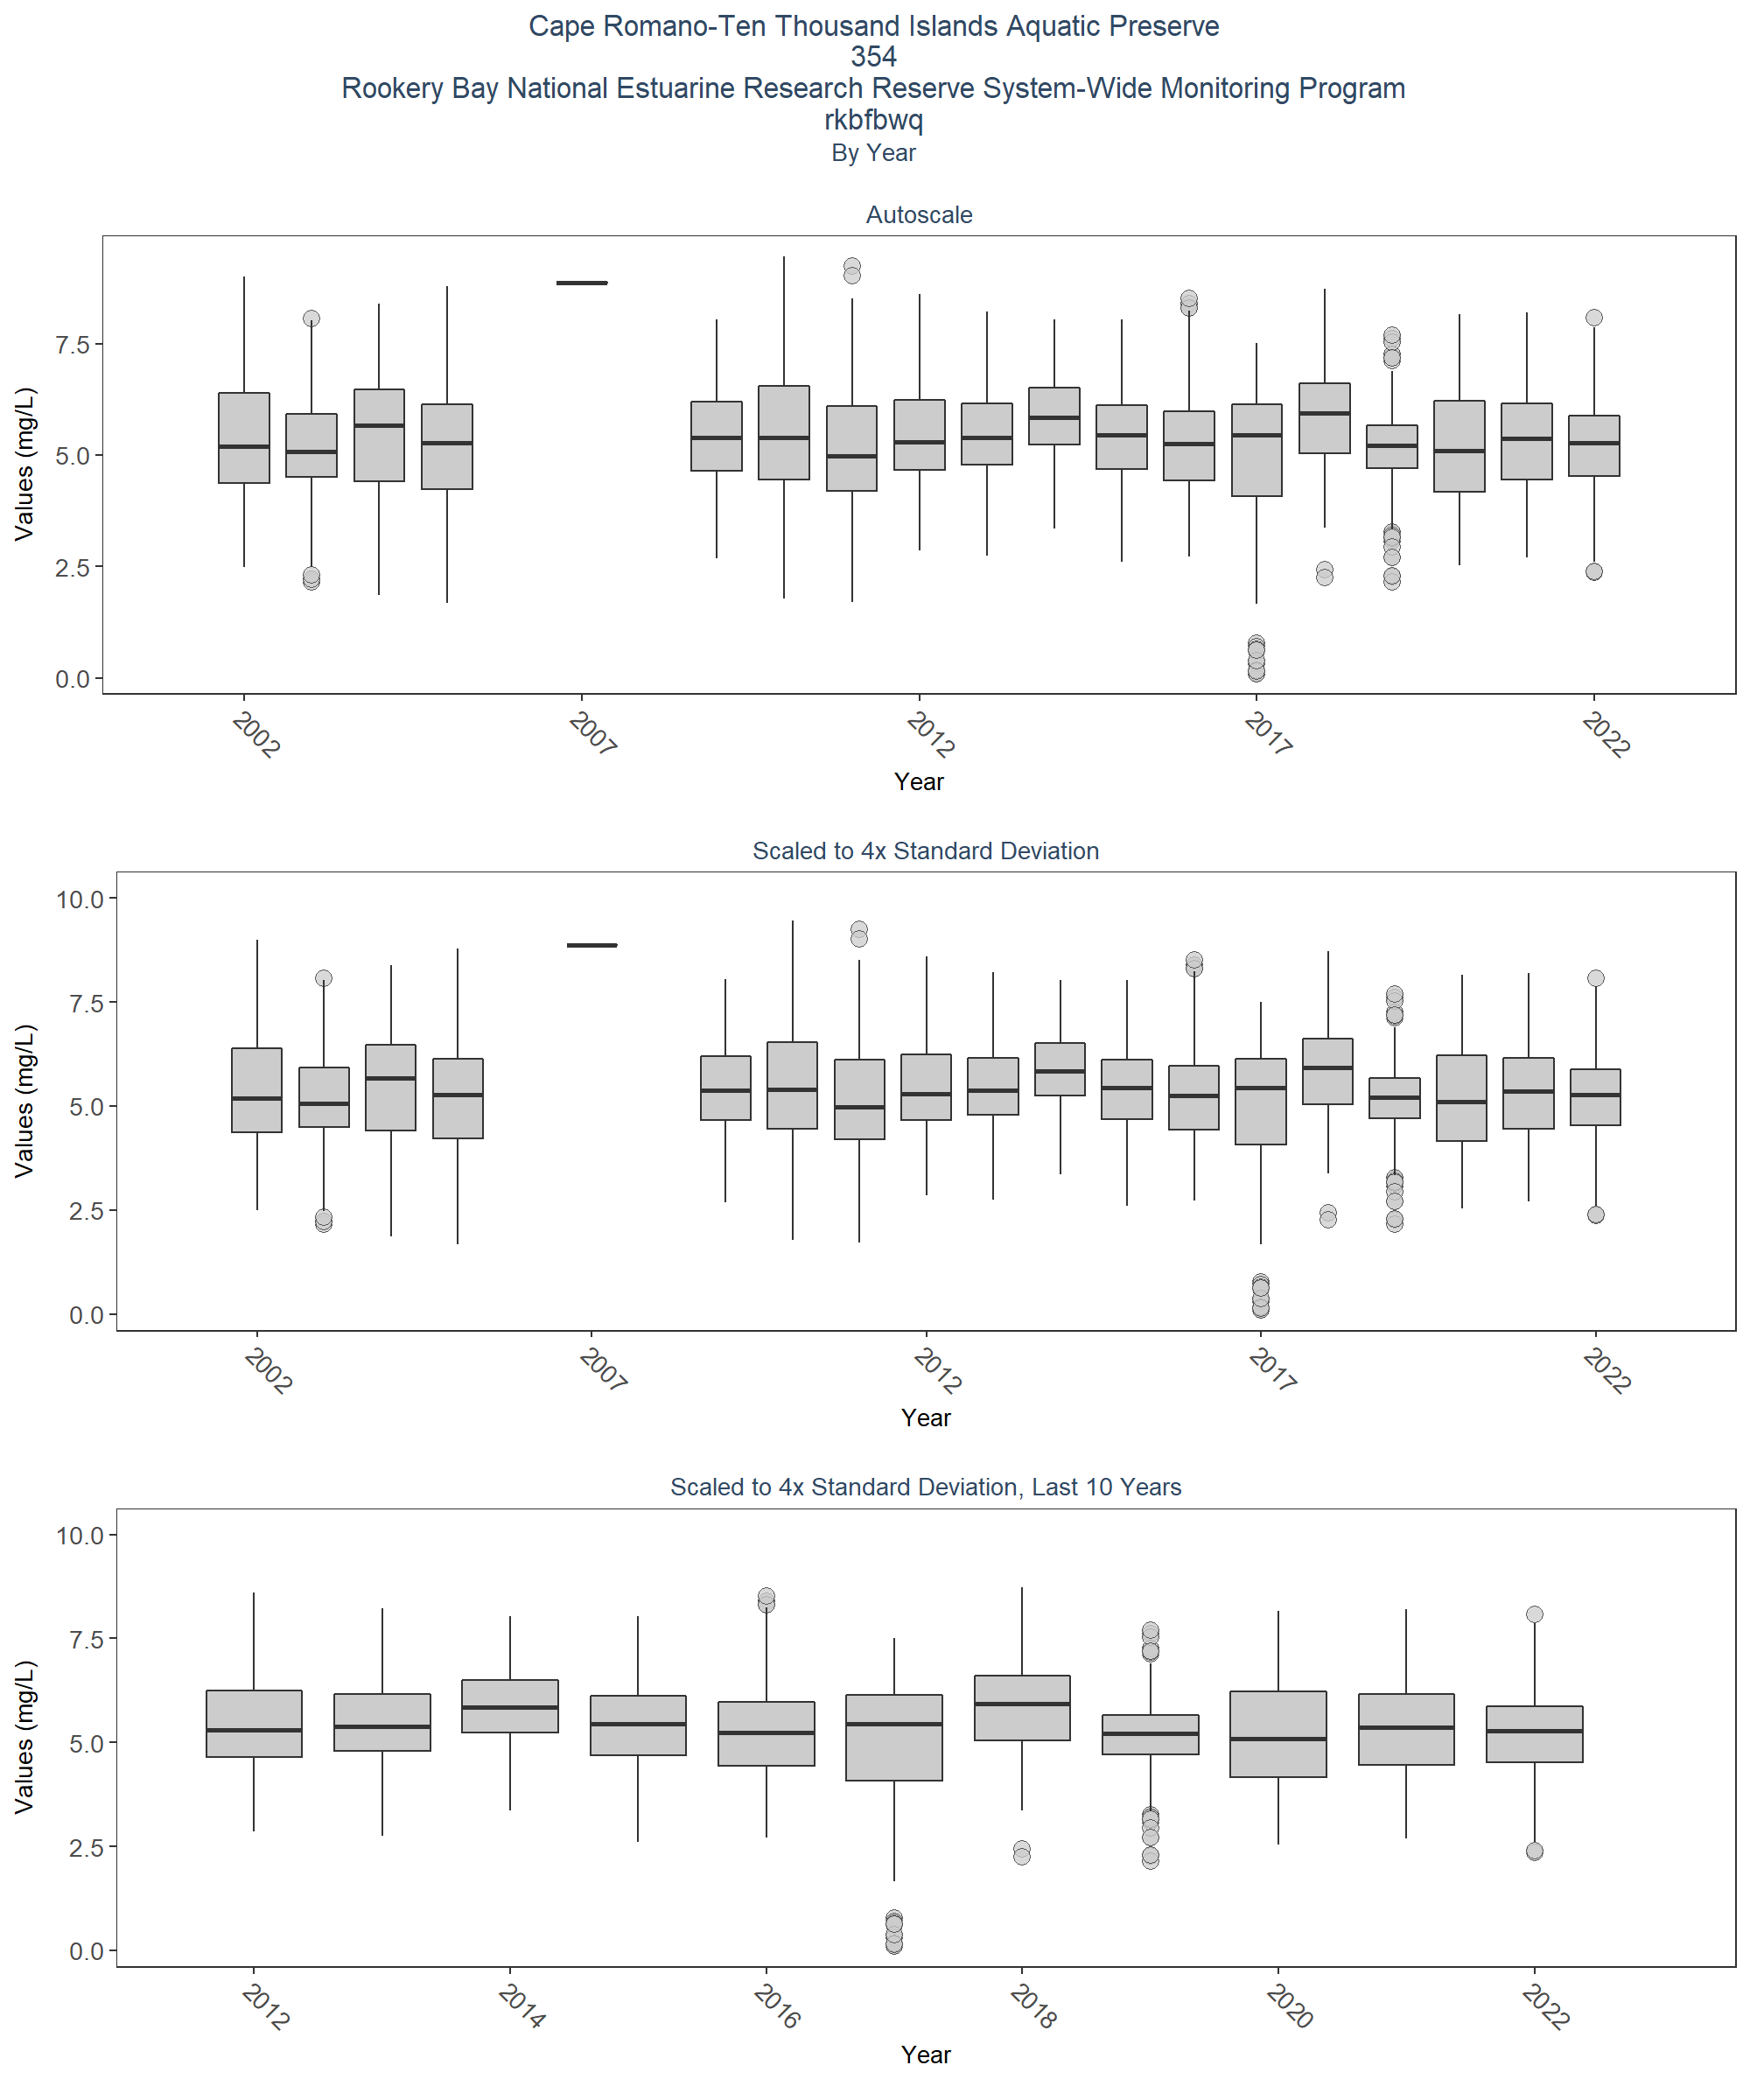 Cape Romano-Ten Thousand Islands Aquatic Preserve
354
Rookery Bay National Estuarine Research Reserve System-Wide Monitoring Program
rkbfbwq
By Year
Autoscale
Values (mg/L)
7.5
5.0
2.5
0.0
2002
2007
2012
2017
2022
Year
Scaled to 4x Standard Deviation
Values (mg/L)
10.0
7.5
5.0
2.5
0.0
2002
2007
2012
2017
2022
Year
Scaled to 4x Standard Deviation, Last 10 Years
Values (mg/L)
10.0
7.5
5.0
2.5
0.0
2012
2014
2016
2018
2020
2022
Year